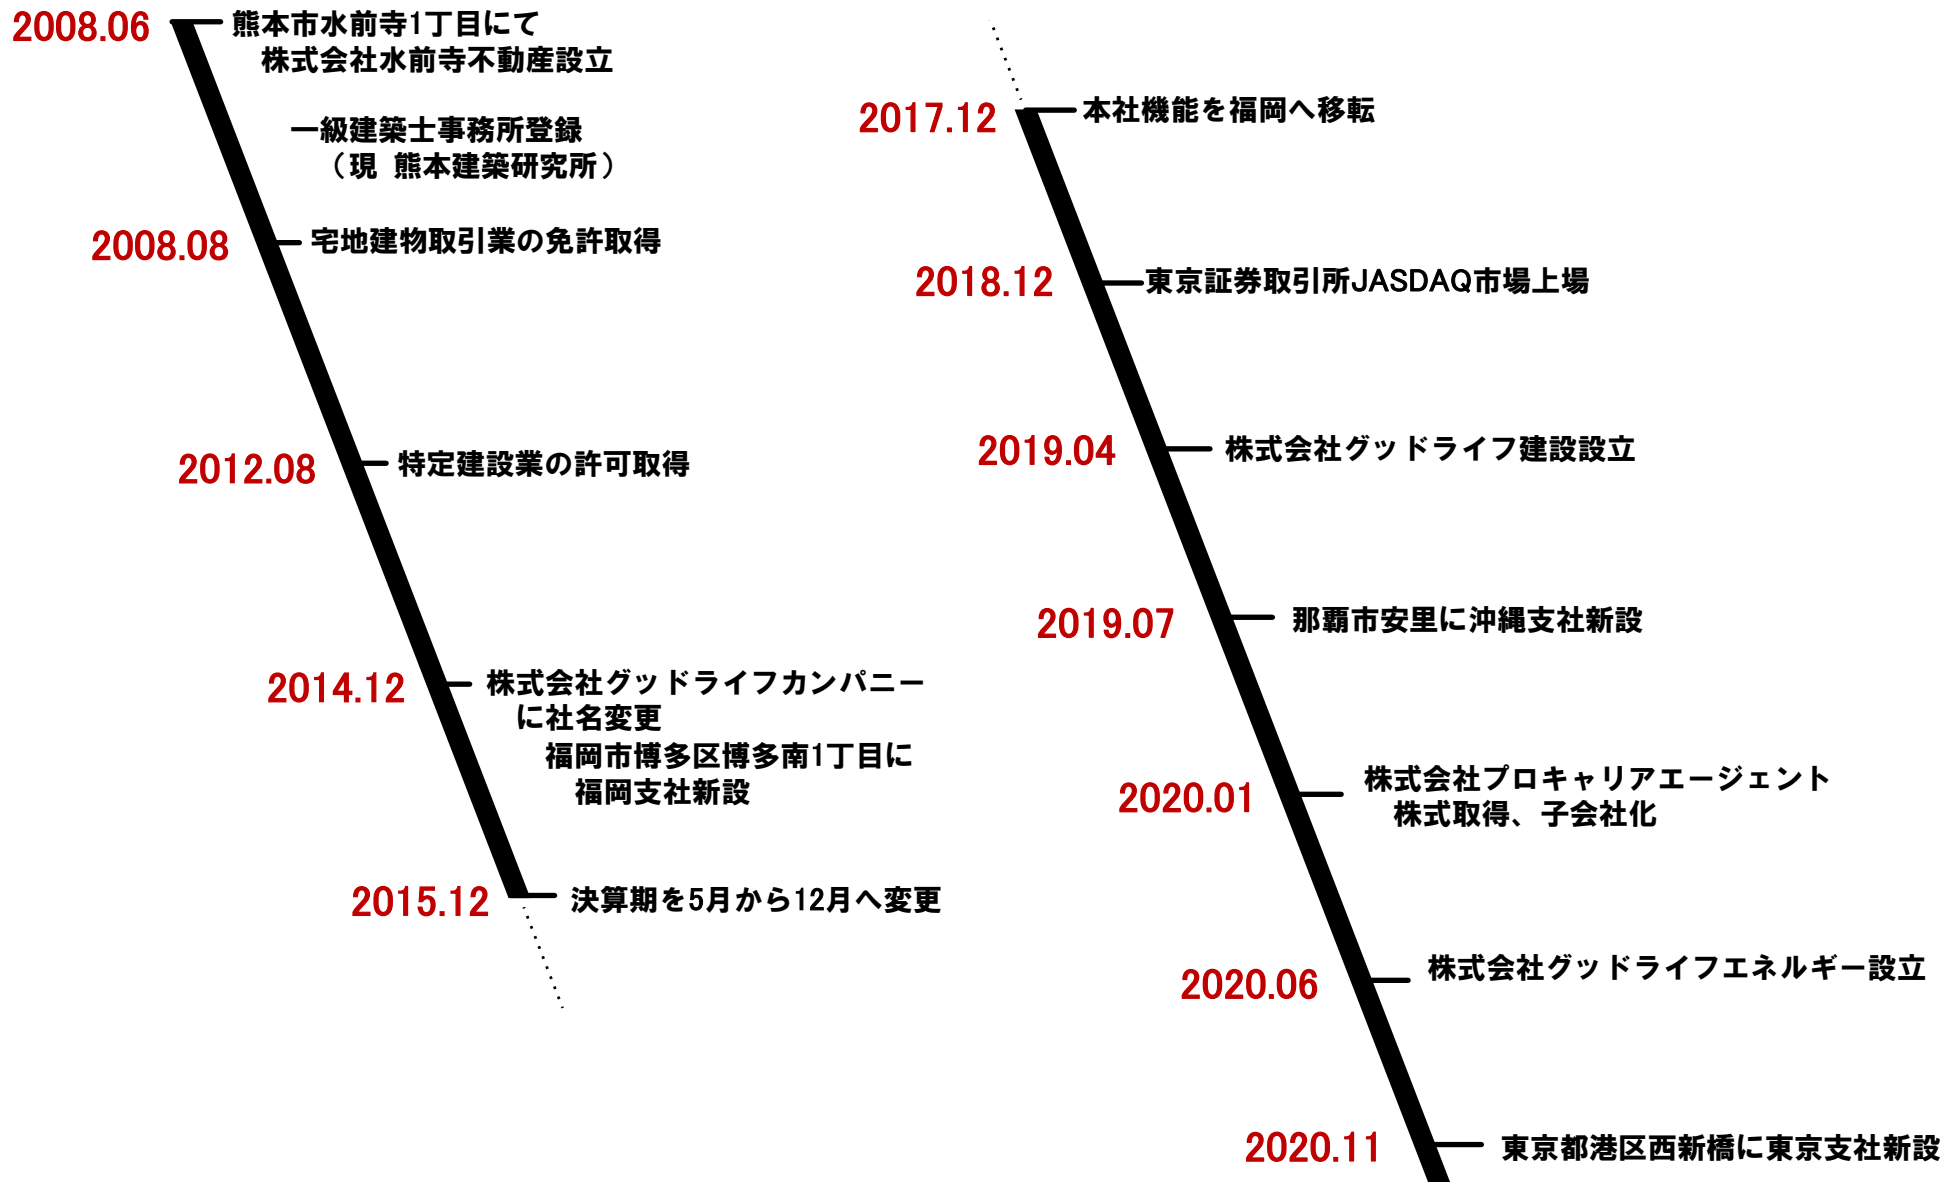 2008.06
熊本市水前寺1丁目にて
株式会社水前寺不動産設立
一級建築士事務所登録
（現 熊本建築研究所）
2008.08
宅地建物取引業の免許取得
2012.08
特定建設業の許可取得
2014.12
株式会社グッドライフカンパニー
に社名変更
福岡市博多区博多南1丁目に
福岡支社新設
2015.12
決算期を5月から12月へ変更
2017.12
本社機能を福岡へ移転
2018.12
東京証券取引所JASDAQ市場上場
2019.04
株式会社グッドライフ建設設立
2019.07
那覇市安里に沖縄支社新設
2020.01
株式会社プロキャリアエージェント
株式取得、子会社化
2020.06
株式会社グッドライフエネルギー設立
2020.11
東京都港区西新橋に東京支社新設